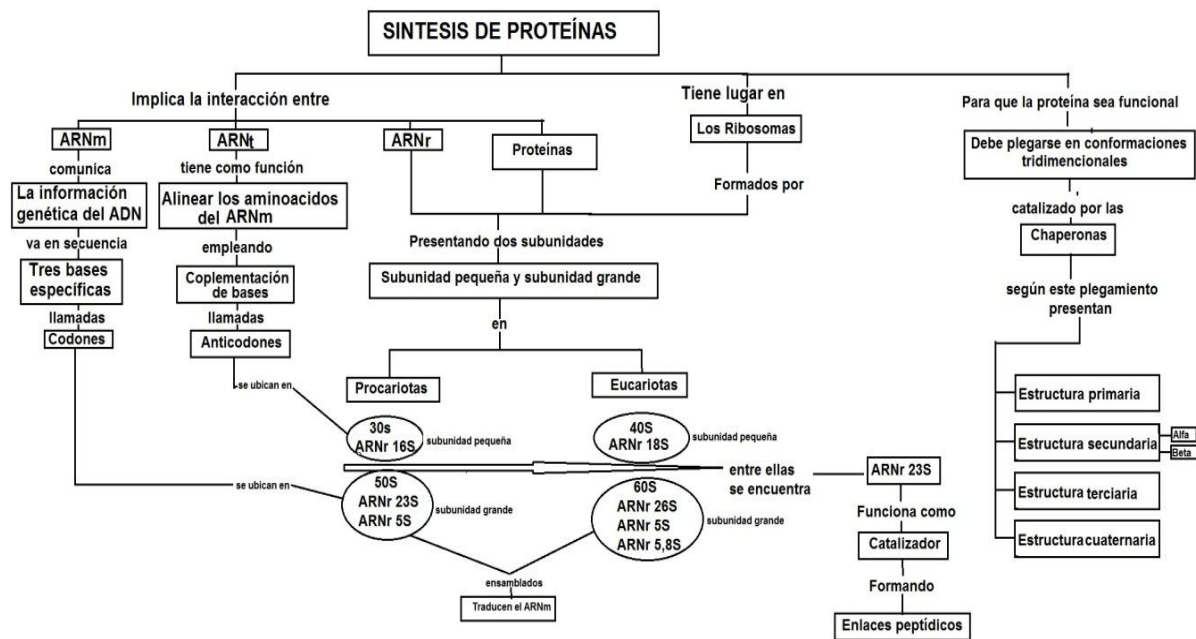 SINTESIS DE PROTEÍNAS
Implica la interacción entre
ARNm
comunica
La información
genética del ADN
va en secuencia
Tres bases
específicas
llamadas
Codones
se ubican en
ARNt
tiene como función
Alinear los aminoacidos
del ARNm
empleando
Coplementación
de bases
llamadas
Anticodones
se ubican en
ARNr
Proteínas
Tiene lugar en
Los Ribosomas
Formados por
Presentando dos subunidades
Subunidad pequeña y subunidad grande
en
Procariotas
30s
ARNr 16S
subunidad pequeña
50S
ARNr 23S
ARNr 5S
subunidad grande
Eucariotas
40S
ARNr 18S
subunidad pequeña
60S
ARNr 26S
ARNr 5S
ARNr 5,8S
subunidad grande
ensamblados
Traducen el ARNm
entre ellas
se encuentra
ARNr 23S
Funciona como
Catalizador
Formando
Enlaces peptídicos
Para que la proteína sea funcional
Debe plegarse en conformaciones
tridimencionales
catalizado por las
Chaperonas
según este plegamiento
presentan
Estructura primaria
Estructura secundaria
Alfa
Beta
Estructura terciaria
Estructura cuaternaria